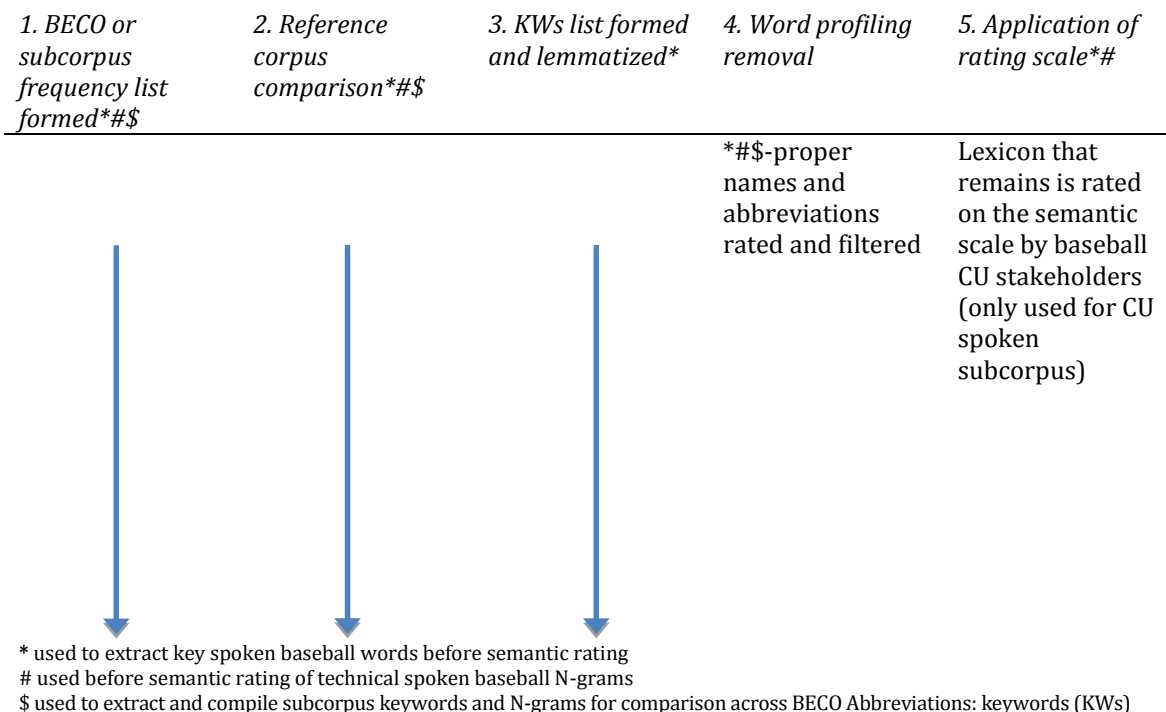 1. BECO or
subcorpus
frequency list
formed*#$
2. Reference
corpus
comparison*#$
3. KWs list formed
and lemmatized*
4. Word profiling
removal
5. Application of
rating scale*#
*#$-proper
names and
abbreviations
rated and filtered
Lexicon that
remains is rated
on the semantic
scale by baseball
CU stakeholders
(only used for CU
spoken
subcorpus)
* used to extract key spoken baseball words before semantic rating
# used before semantic rating of technical spoken baseball N-grams
$ used to extract and compile subcorpus keywords and N-grams for comparison across BECO Abbreviations: keywords (KWs)